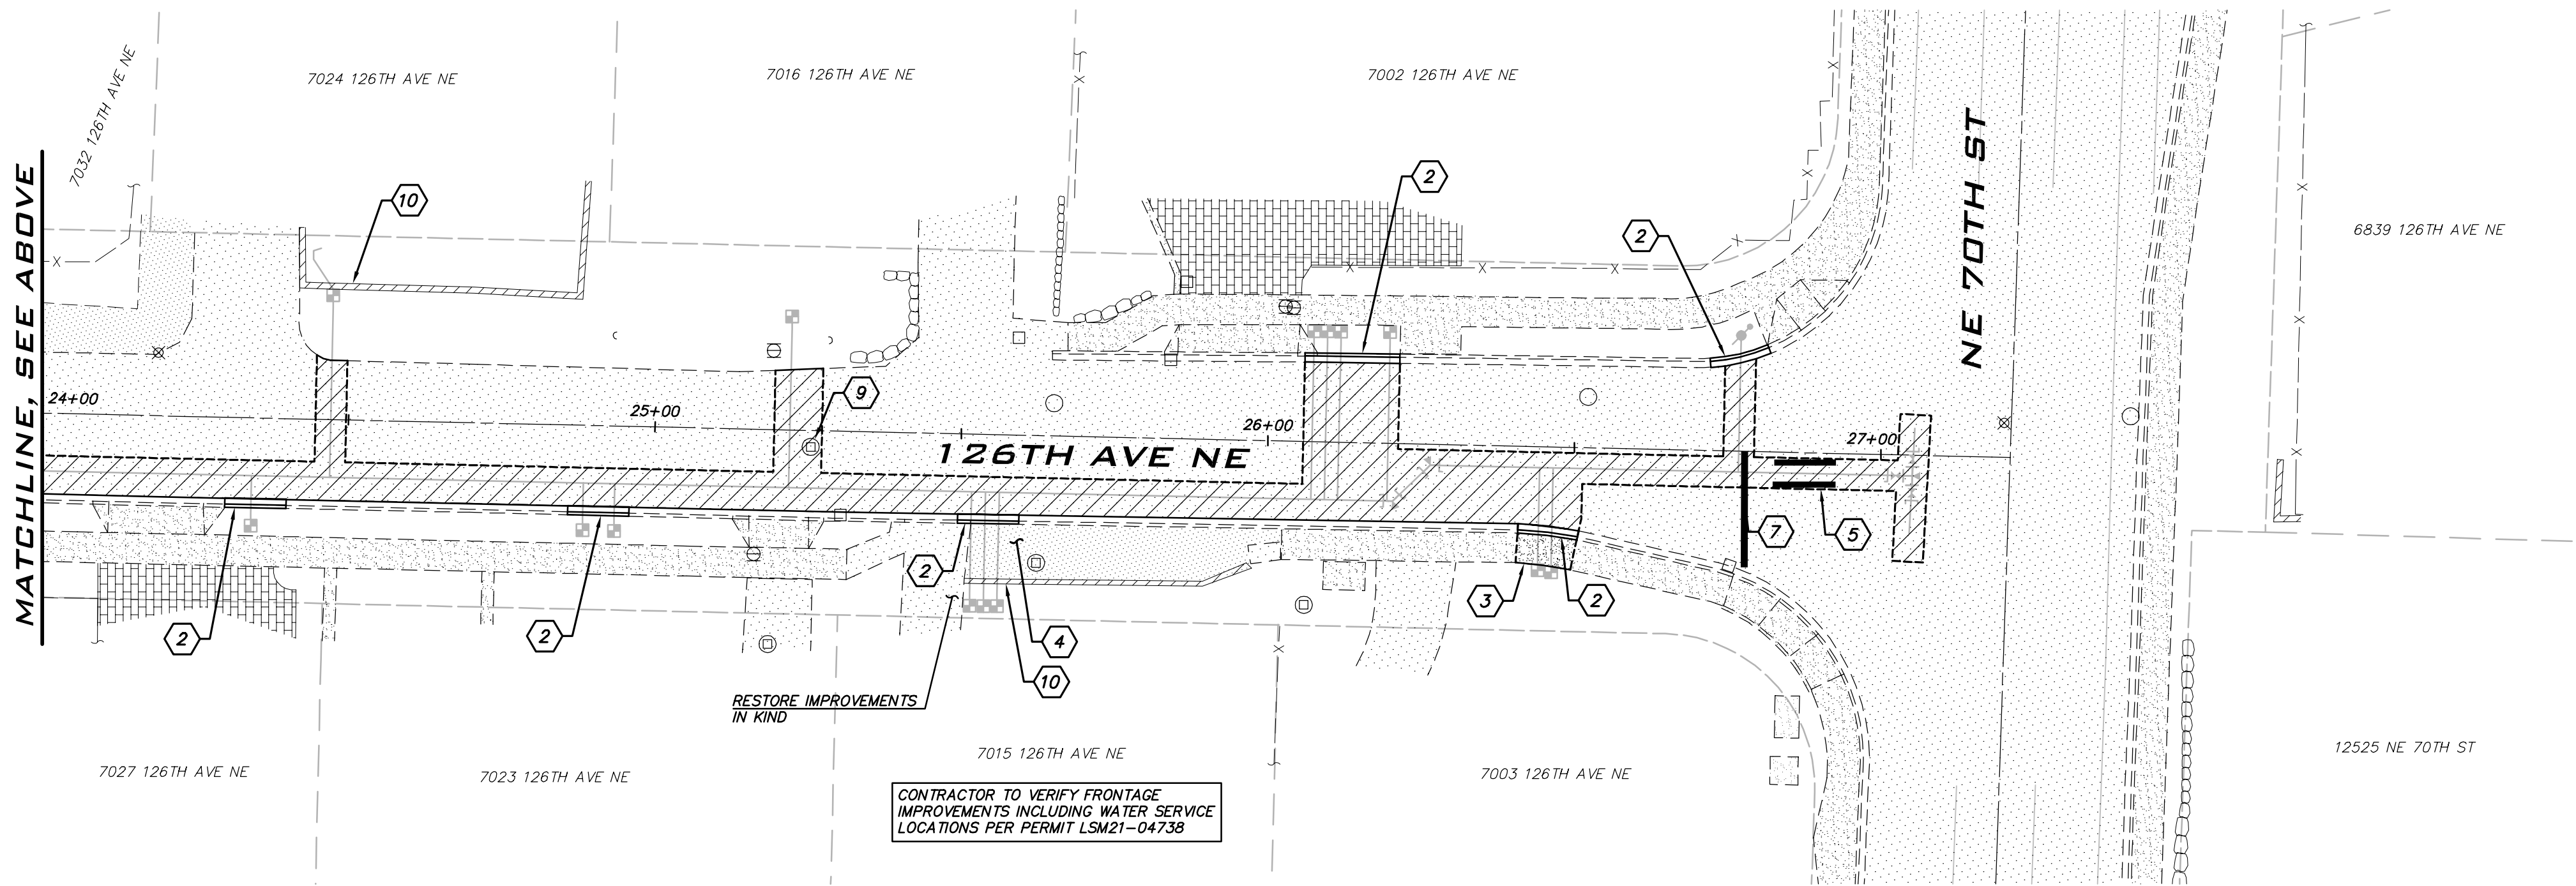 7032 126TH AVE NE
7024 126TH AVE NE
7016 126TH AVE NE
7002 126TH AVE NE
MATCHLINE, SEE ABOVE
10
2
2
NE 70TH ST
6839 126TH AVE NE
24+00
25+00
9
26+00
27+00
126TH AVE NE
2
2
2
4
10
3
2
7
5
RESTORE IMPROVEMENTS
IN KIND
7027 126TH AVE NE
7023 126TH AVE NE
7015 126TH AVE NE
7003 126TH AVE NE
12525 NE 70TH ST
CONTRACTOR TO VERIFY FRONTAGE
IMPROVEMENTS INCLUDING WATER SERVICE
LOCATIONS PER PERMIT LSM21-04738